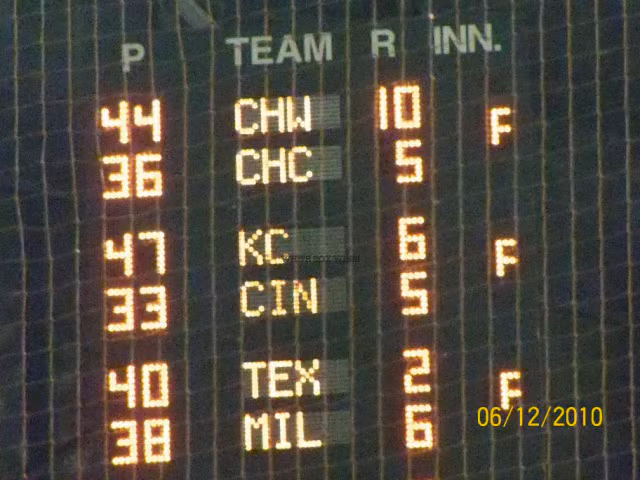 P TEAM R INN.
44 CHW 10 F
36 CHC 5
47 KC 6 F
33 CIN 5
40 TEX 2 F
38 MIL 6
06/12/2010